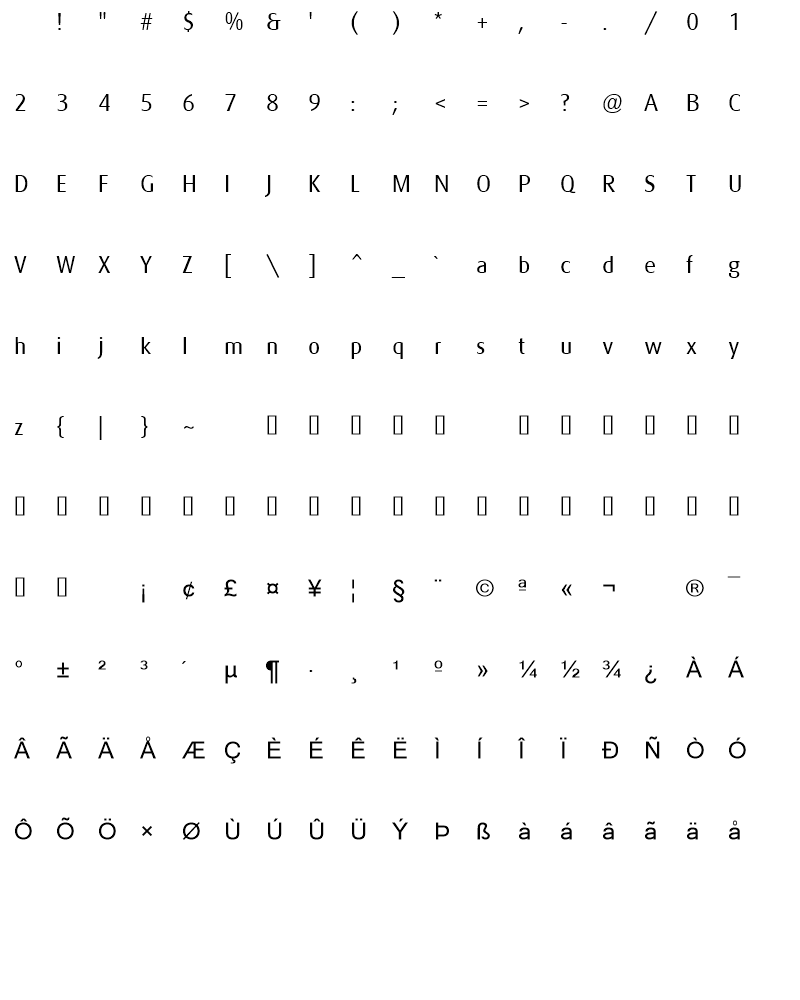 ! " # $ % & ' ( ) * + , - . / 0 1
2 3 4 5 6 7 8 9 : ; < = > ? @ A B C
D E F G H I J K L M N O P Q R S T U
V W X Y Z [ \ ] ^ _ ` a b c d e f g
h i j k l m n o p q r s t u v w x y
z { | } ~ ▯ ▯ ▯ ▯ ▯ ▯ ▯ ▯ ▯ ▯ ▯
▯ ▯ ▯ ▯ ▯ ▯ ▯ ▯ ▯ ▯ ▯ ▯ ▯ ▯ ▯ ▯ ▯ ▯
▯ ▯ ¡ ¢ £ ¤ ¥ ¦ § ¨ © ª « ¬ ® ¯
° ± ² ³ ´ µ ¶ · ¸ ¹ º » ¼ ½ ¾ ¿ À Á
Â Ã Ä Å Æ Ç È É Ê Ë Ì Í Î Ï Ð Ñ Ò Ó
Ô Õ Ö × Ø Ù Ú Û Ü Ý Þ ß à á â ã ä å